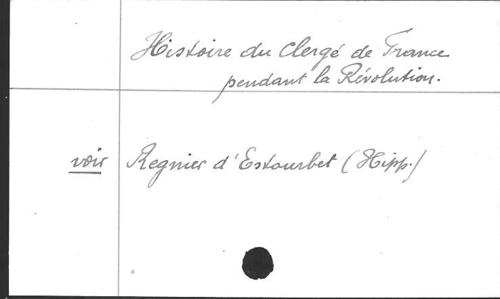 Histoire du Clergé de France
pendant la Révolution.
voir Regnier d'Estourbet (Hipp.)